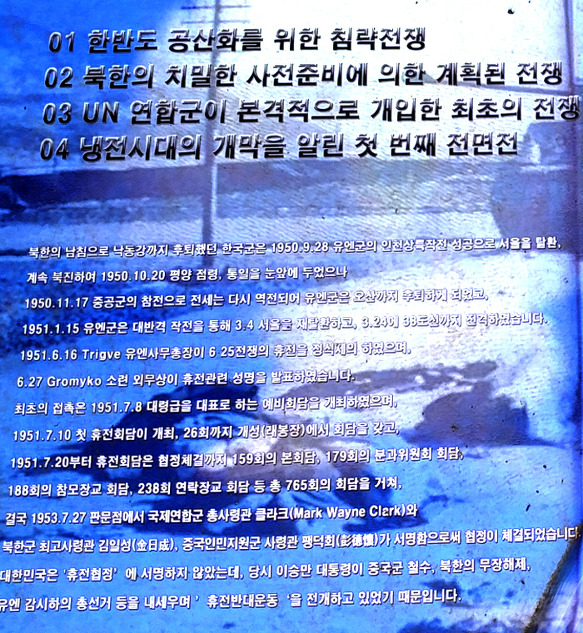 01 한반도 공산화를 위한 침략전쟁
02 북한의 치밀한 사전준비에 의한 계획된 전쟁
03 UN 연합군이 본격적으로 개입한 최초의 전쟁
04 냉전시대의 개막을 알린 첫 번째 전면전
북한의 남침으로 낙동강까지 후퇴했던 한국군은 1950.9.28 유엔군의 인천상륙작전 성공으로 서울을 탈환,
계속 북진하여 1950.10.20 평양 점령, 통일을 눈앞에 두었으나
1950.11.17 중공군의 참전으로 전세는 다시 역전되어 유엔군은 오산까지 후퇴하게 되었고,
1951.1.15 유엔군은 대반격 작전을 통해 3.4 서울을 재탈환하고, 3.24에 38도선까지 진격하였습니다.
1951.6.16 Trigve 유엔사무총장이 6 25전쟁의 휴전을 정식제의 하였으며,
6.27 Gromyko 소련 외무상이 휴전관련 성명을 발표하였습니다.
최초의 접촉은 1951.7.8 대령급을 대표로 하는 예비회담을 개최하였으며,
1951.7.10 첫 휴전회담이 개최, 26회까지 개성(래봉장)에서 회담을 갖고,
1951.7.20부터 휴전회담은 협정체결까지 159회의 본회담, 179회의 분과위원회 회담,
188회의 참모장교 회담, 238회 연락장교 회담 등 총 765회의 회담을 거쳐,
결국 1953.7.27 판문점에서 국제연합군 총사령관 클라크(Mark Wayne Clerk)와
북한군 최고사령관 김일성(金日成), 중국인민지원군 사령관 펑더회(彭德懷)가 서명함으로써 협정이 체결되었습니다.
대한민국은 '휴전협정' 에 서명하지 않았는데, 당시 이승만 대통령이 중국군 철수, 북한의 무장해제,
유엔 감시하의 총선거 등을 내세우며 ' 휴전반대운동 '을 전개하고 있었기 때문입니다.